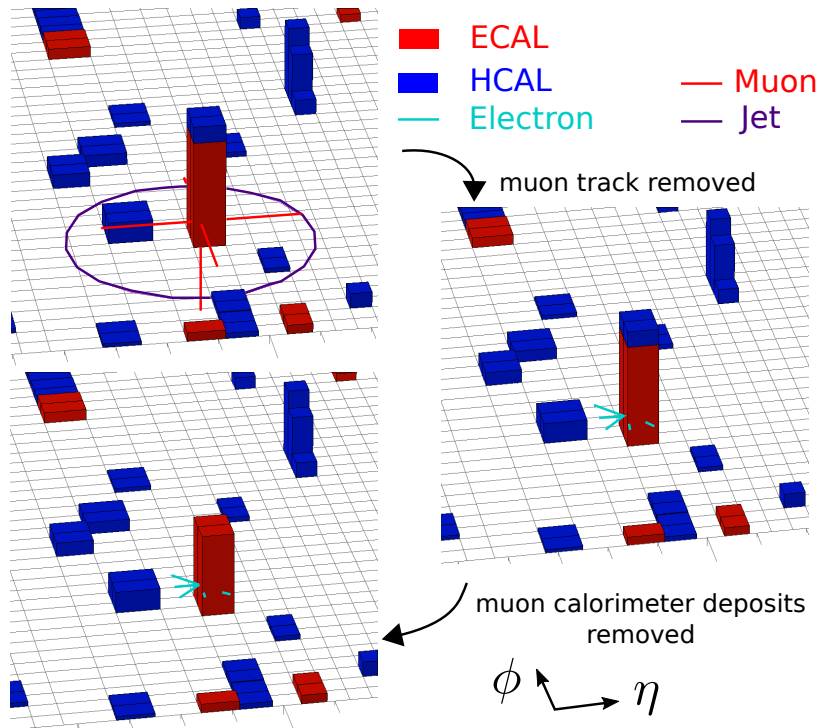 ECAL
HCAL
Muon
Electron
Jet
muon track removed
muon calorimeter deposits
removed
ϕ
η